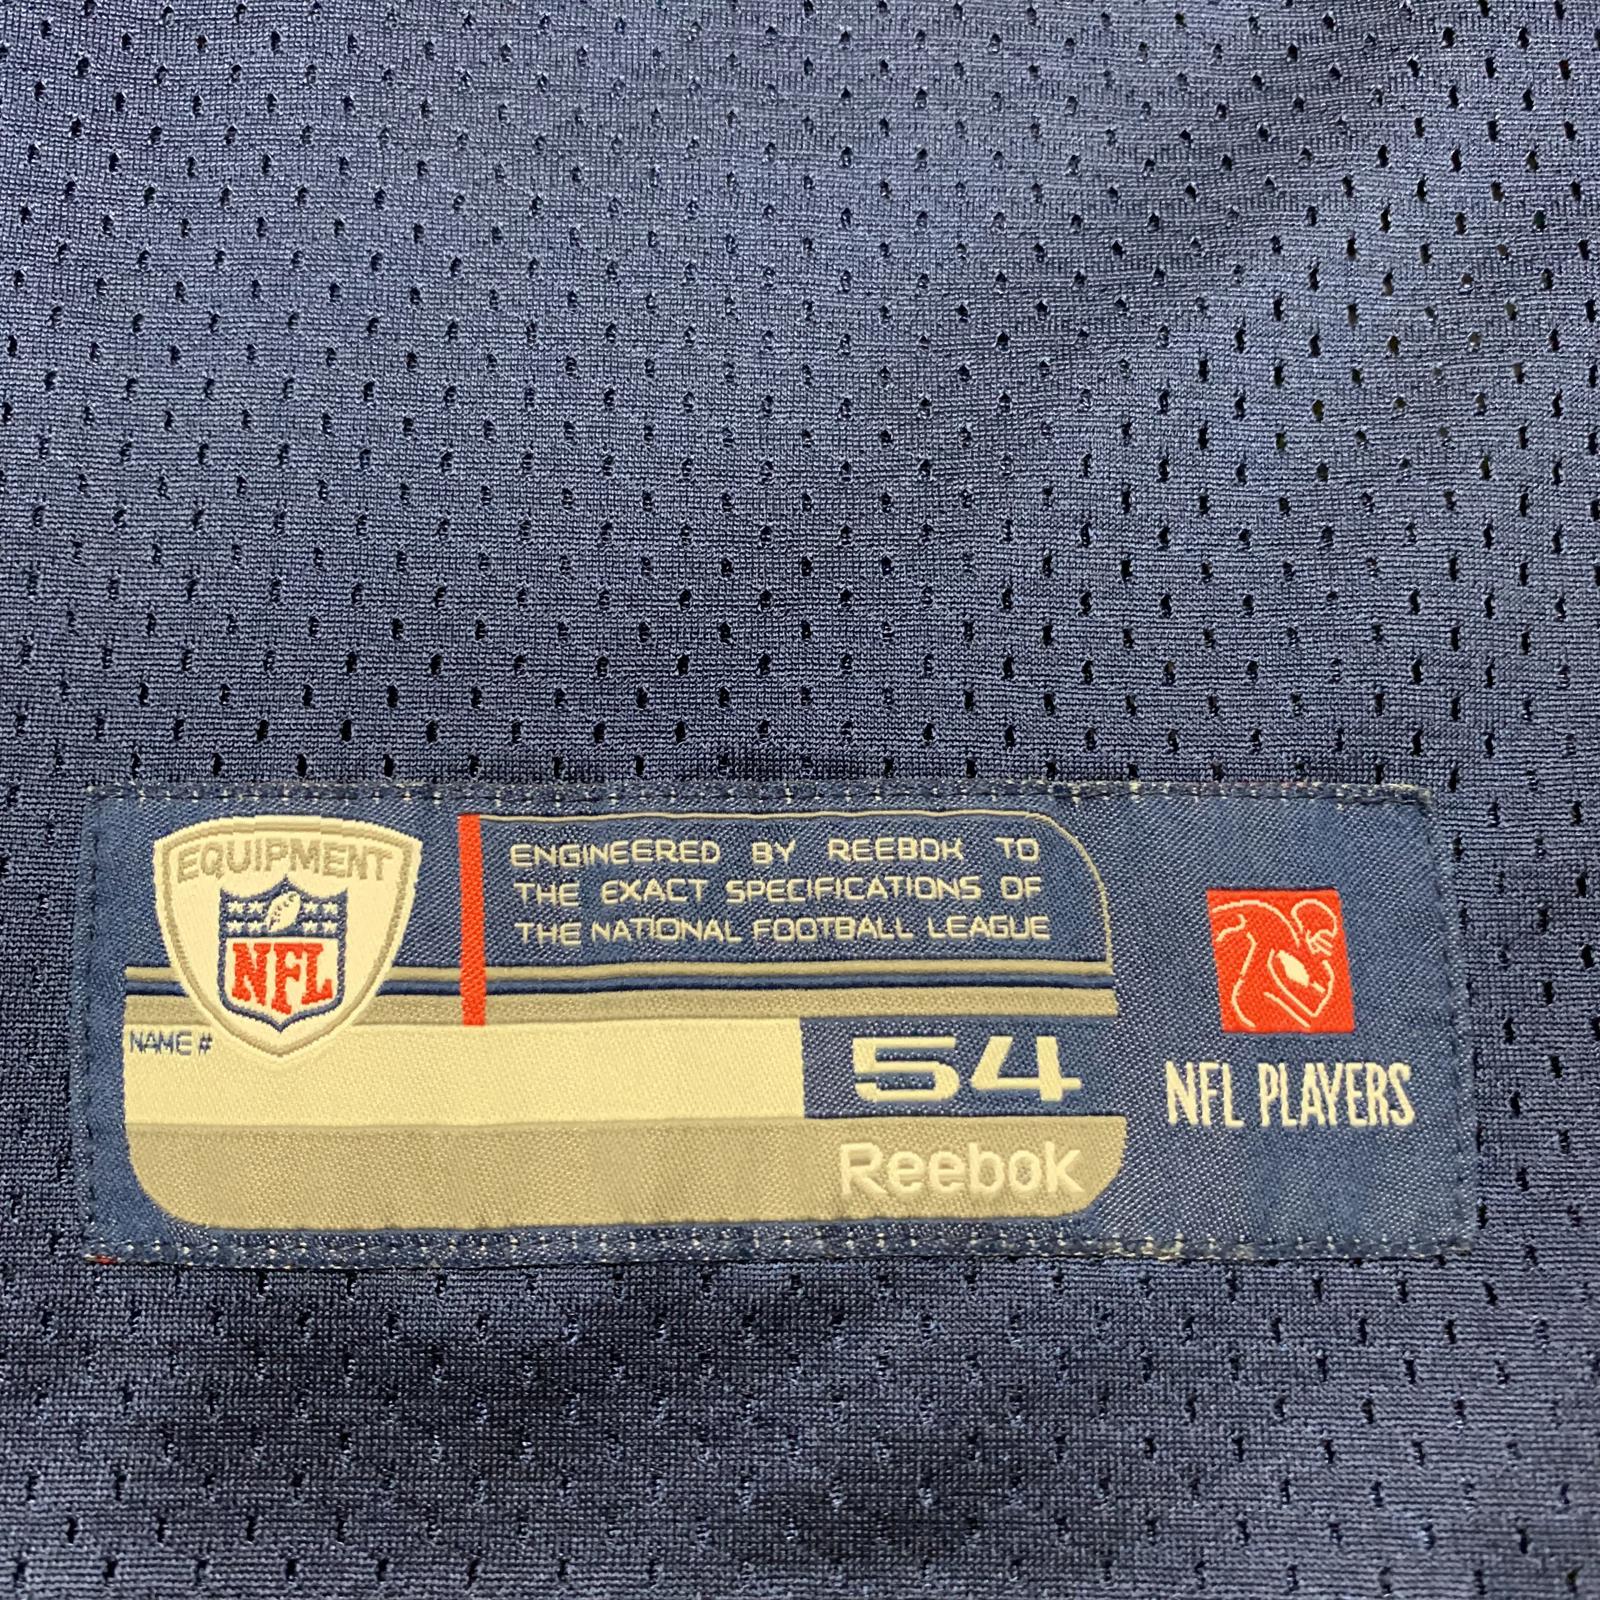 EQUIPMENT
NFL
ENGINEERED BY REEBOK TO
THE EXACT SPECIFICATIONS OF
THE NATIONAL FOOTBALL LEAGUE
NAME #
54
Reebok
NFL PLAYERS